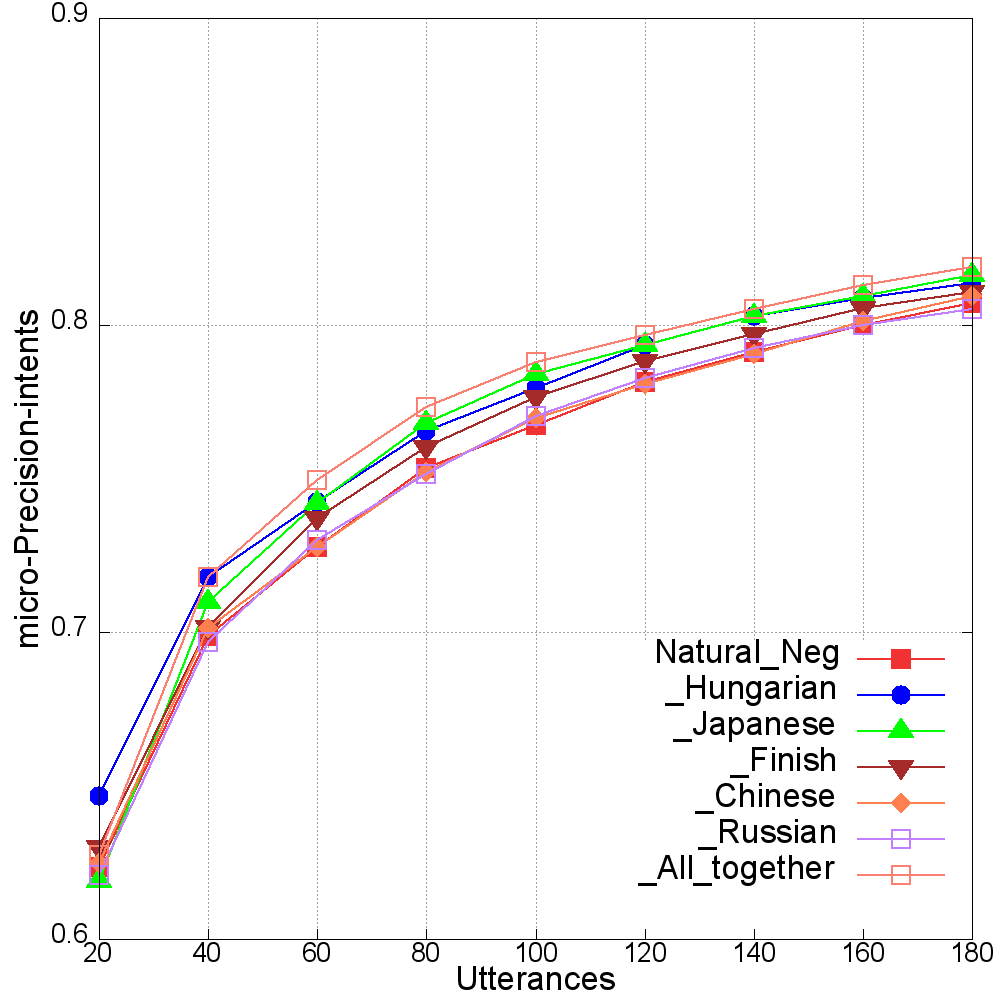 0.9
0.8
0.7
0.6
micro-Precision-intents
Natural_Neg
_Hungarian
_Japanese
_Finish
_Chinese
_Russian
_All_together
20 40 60 80 100 120 140 160 180
Utterances